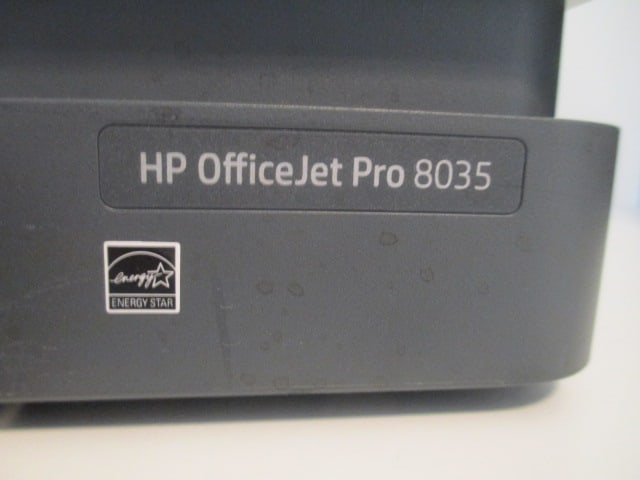 HP OfficeJet Pro 8035
energy
ENERGY STAR